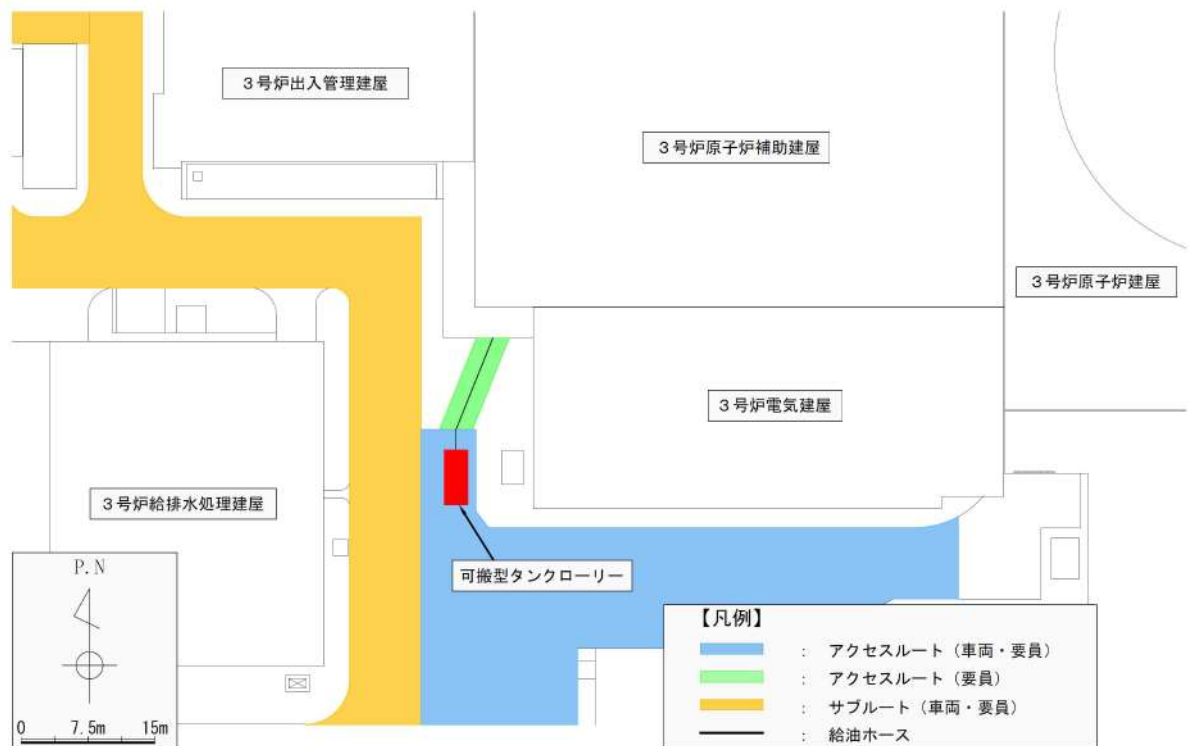 3号炉出入管理建屋
3号炉原子炉補助建屋
3号炉原子炉建屋
3号炉電気建屋
3号炉給排水処理建屋
可搬型タンクローリー
P.N
0 7.5m 15m
【凡例】
: アクセスルート(車両・要員)
: アクセスルート(要員)
: サブルート(車両・要員)
: 給油ホース